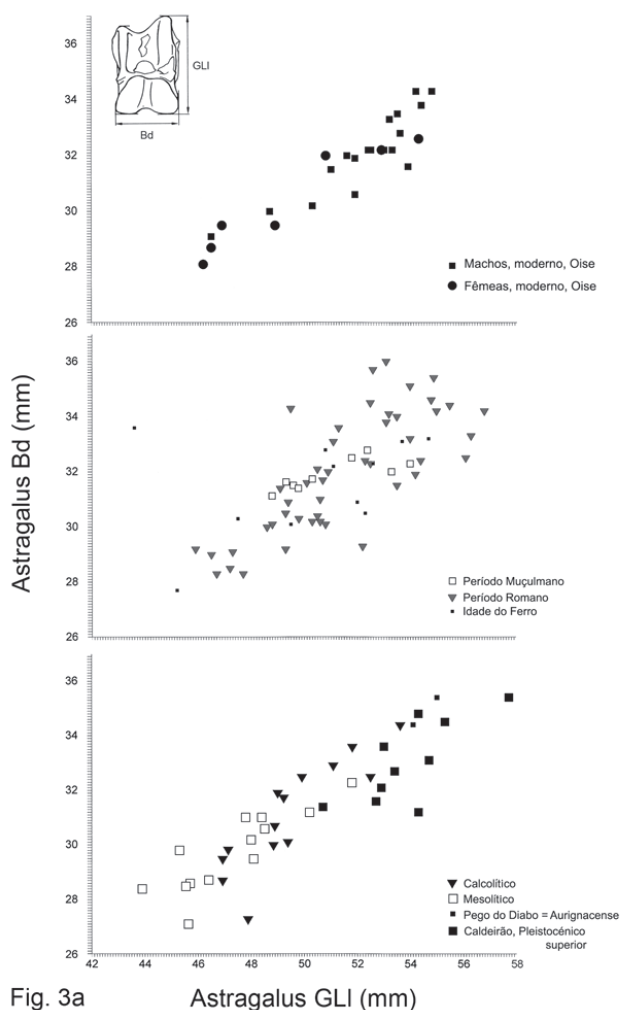 36
34
32
30
28
26
GLI
Bd
Machos, moderno, Oise
Fêmeas, moderno, Oise
Astragalus Bd (mm)
36
34
32
30
28
26
Período Muçulmano
Período Romano
Idade do Ferro
36
34
32
30
28
26
Calcolítico
Mesolítico
Pego do Diabo = Aurignacense
Caldeirão, Pleistocénico
superior
42 44 46 48 50 52 54 56 58
Fig. 3a Astragalus GLI (mm)